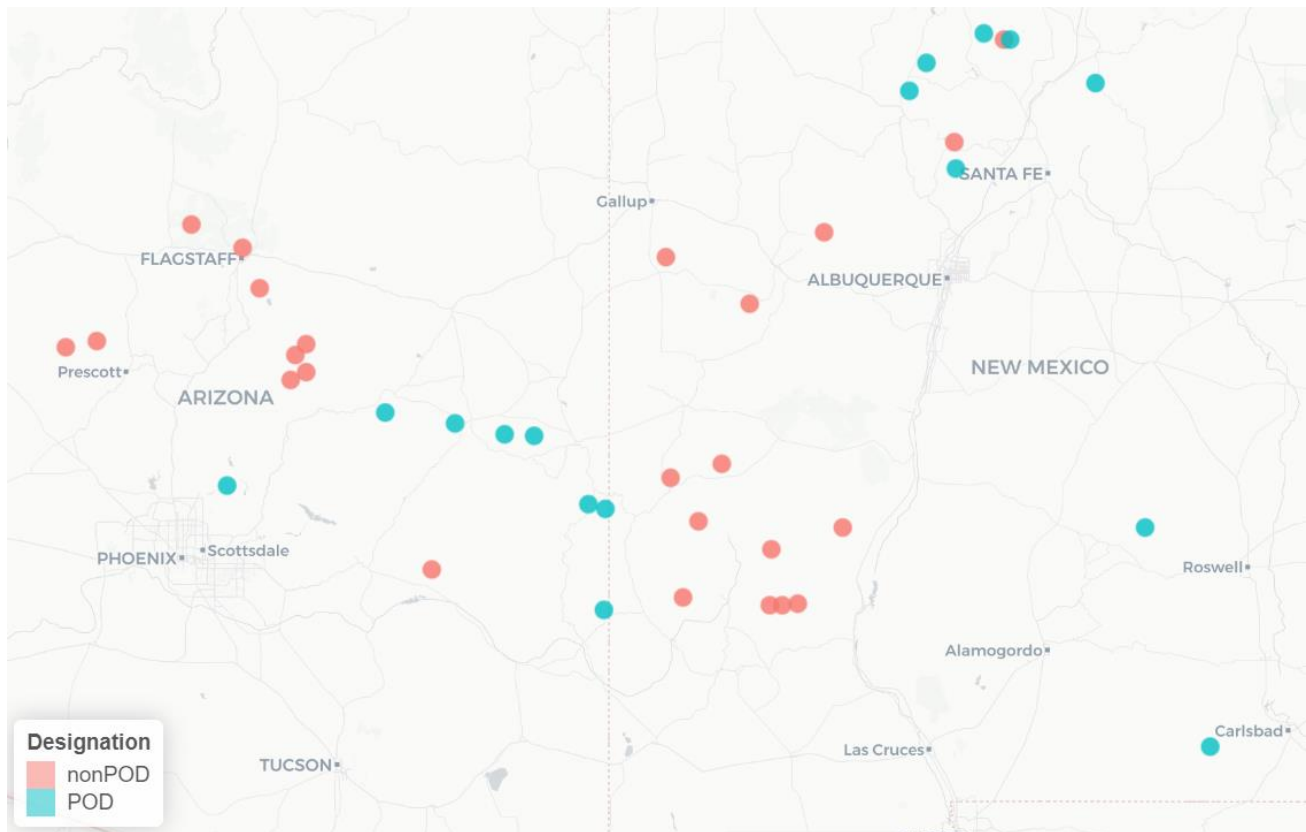 SANTA FE
Gallup
FLAGSTAFF
ALBUQUERQUE
Prescott
ARIZONA
NEW MEXICO
PHOENIX
Scottsdale
Roswell
Alamogordo
Designation
nonPOD
POD
TUCSON
Las Cruces
Carlsbad